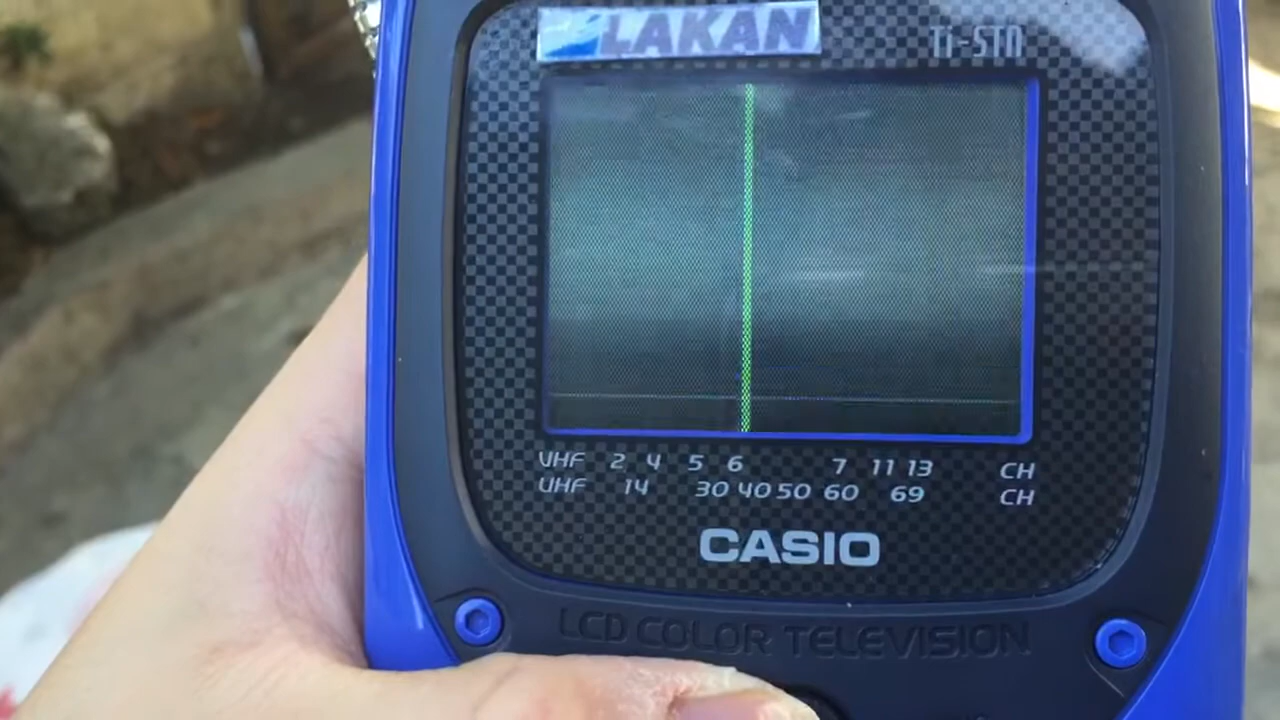 LAKAN
Ti-STN
VHF 2 4 5 6 7 11 13 CH
UHF 14 30 40 50 60 69 CH
CASIO
LCD COLOR TELEVISION